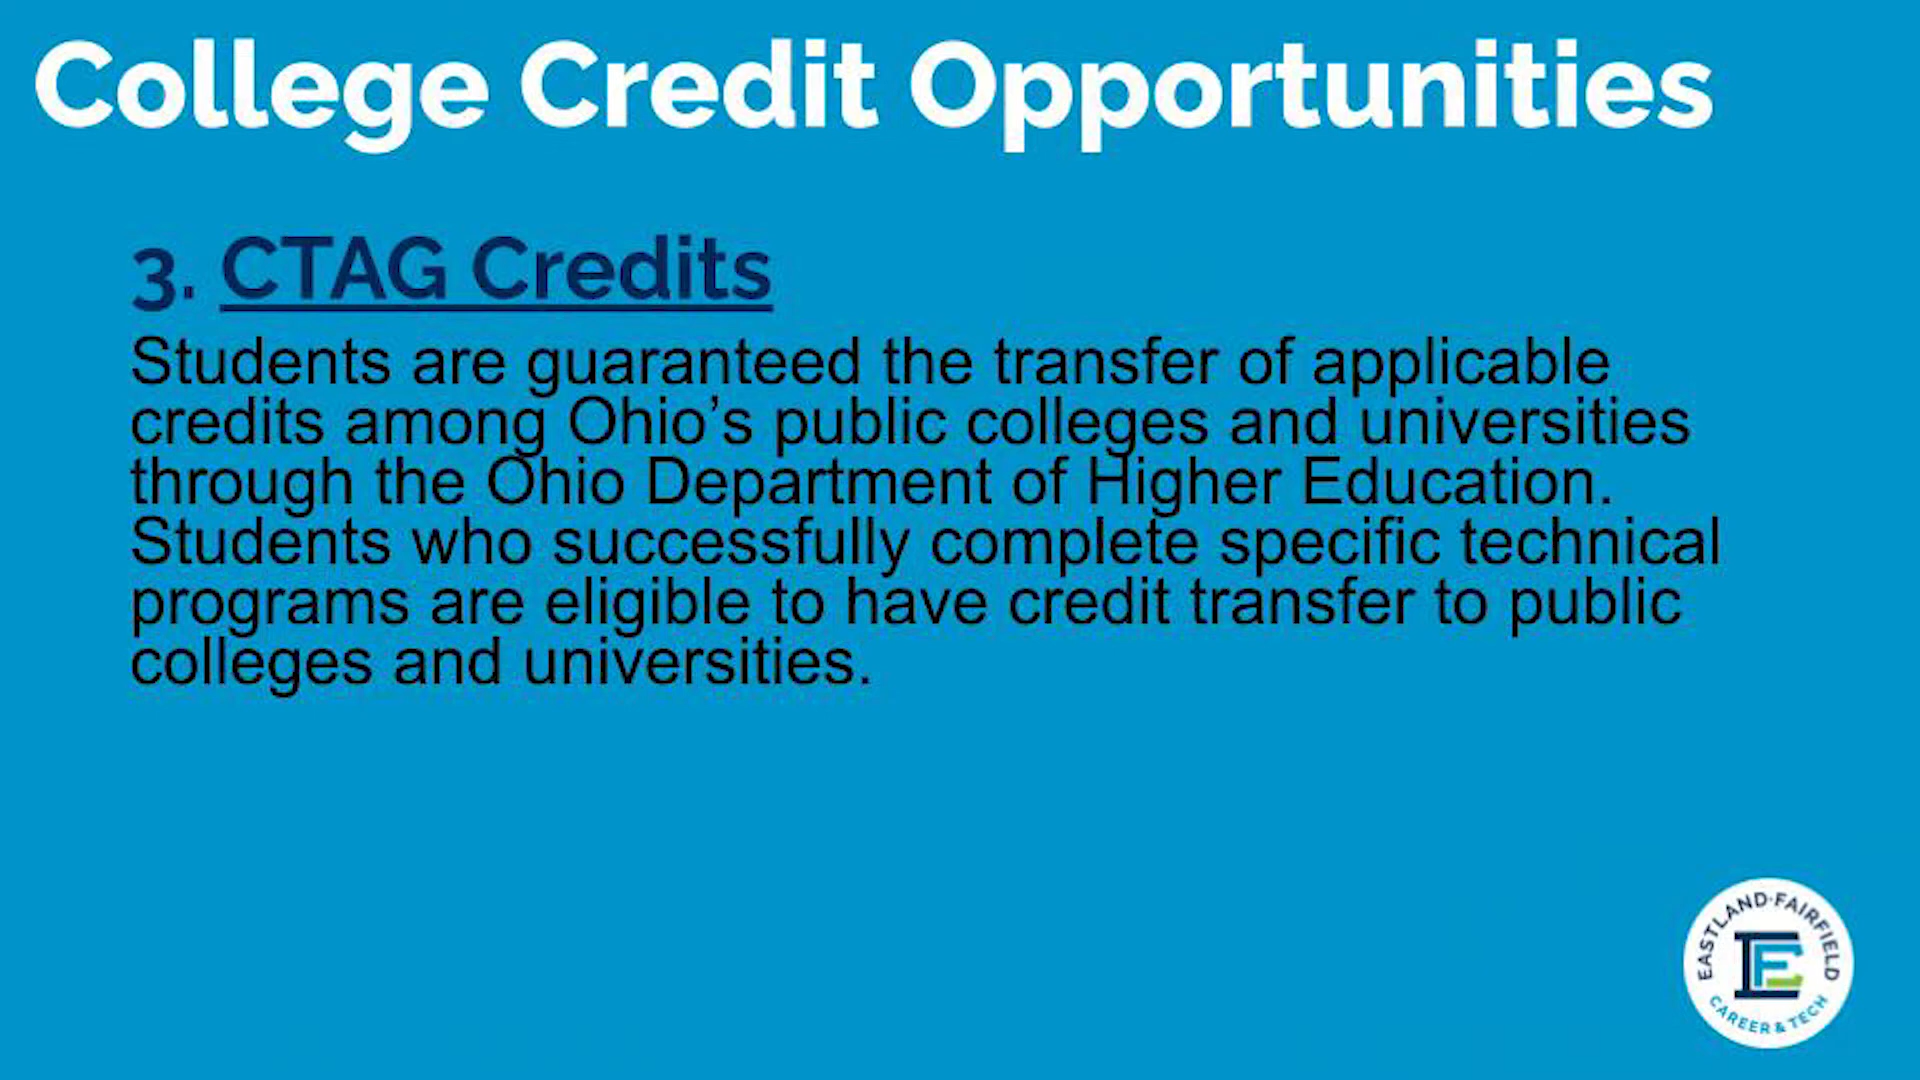 College Credit Opportunities
3. CTAG Credits
Students are guaranteed the transfer of applicable
credits among Ohio’s public colleges and universities
through the Ohio Department of Higher Education.
Students who successfully complete specific technical
programs are eligible to have credit transfer to public
colleges and universities.
EASTLAND·FAIRFIELD
EF
CAREER & TECH